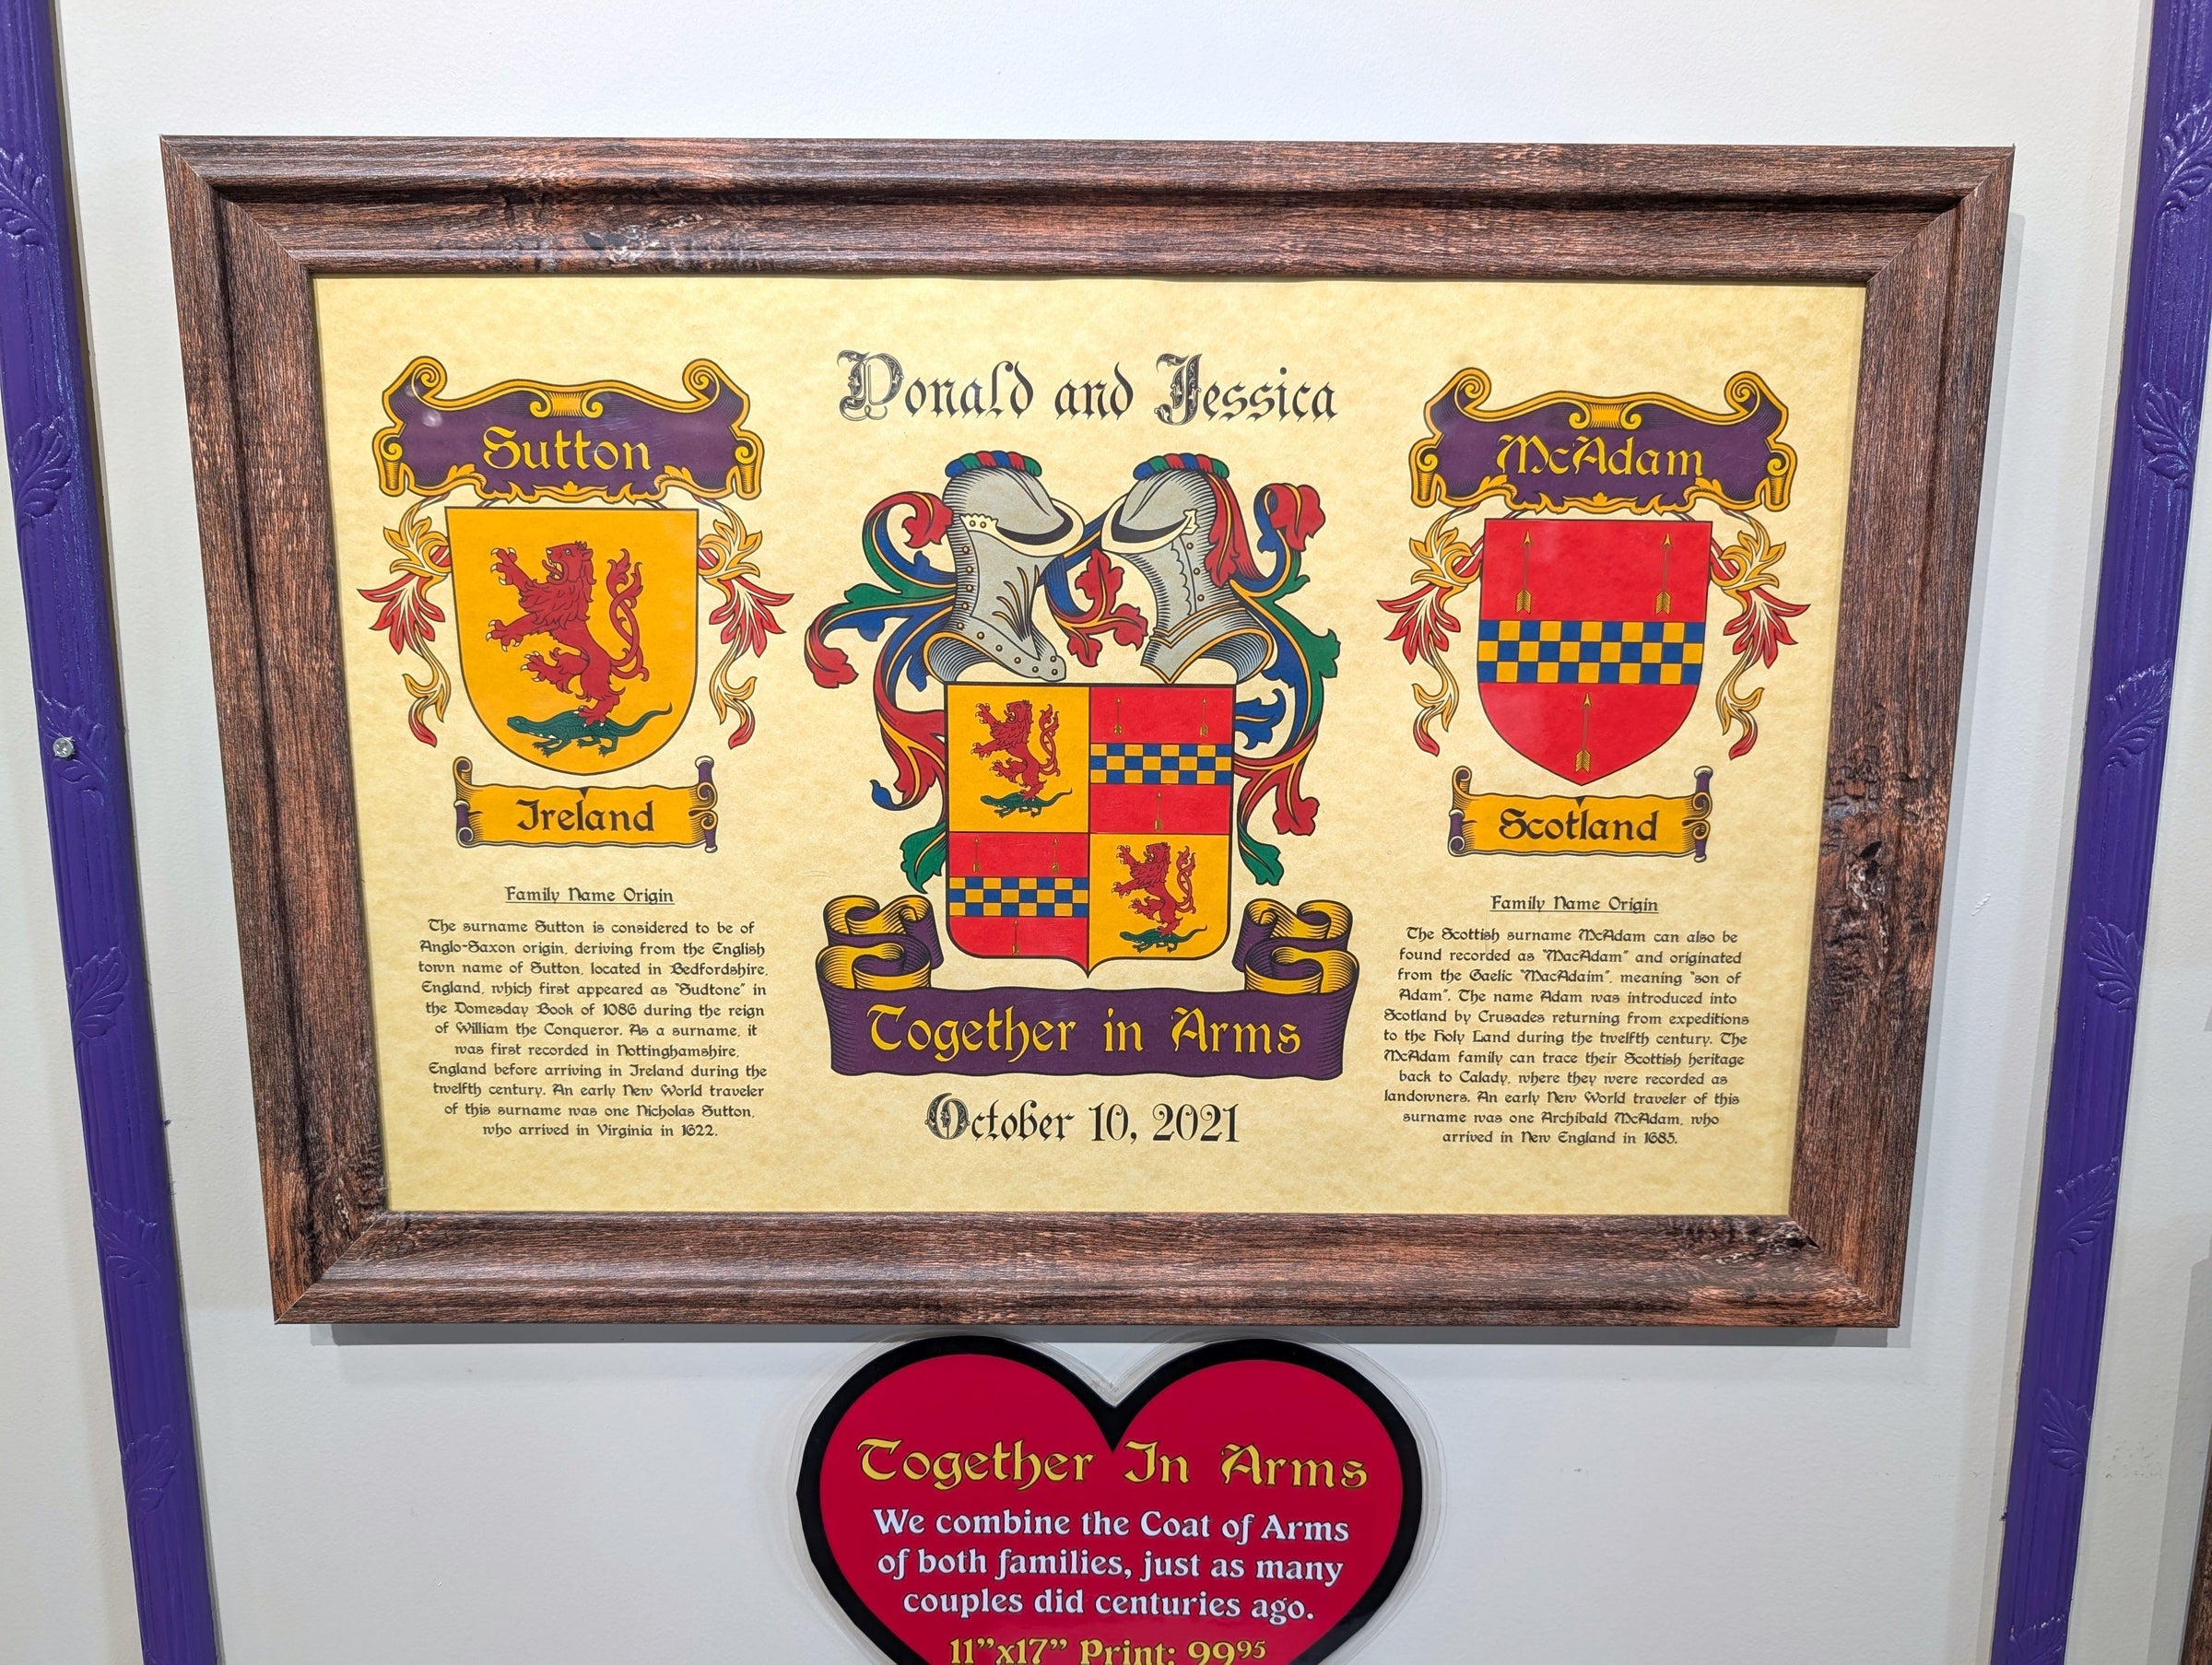 Donald and Jessica
Sutton
Ireland
Family Name Origin
The surname Sutton is considered to be of
Anglo-Saxon origin, deriving from the English
town name of Sutton, located in Bedfordshire,
England, which first appeared as "Sudtone" in
the Domesday Book of 1086 during the reign
of William the Conqueror. As a surname, it
was first recorded in Nottinghamshire,
England before arriving in Ireland during the
twelfth century. An early New World traveler
of this surname was one Nicholas Sutton,
who arrived in Virginia in 1622.
Together in Arms
October 10, 2021
McAdam
Scotland
Family Name Origin
The Scottish surname McAdam can also be
found recorded as "MacAdam" and originated
from the Gaelic "MacAdaim", meaning "son of
Adam". The name Adam was introduced into
Scotland by Crusades returning from expeditions
to the Holy Land during the twelfth century. The
McAdam family can trace their Scottish heritage
back to Calady, where they were recorded as
landowners. An early New World traveler of this
surname was one Archibald McAdam, who
arrived in New England in 1685.
Together In Arms
We combine the Coat of Arms
of both families, just as many
couples did centuries ago.
11"x17" Print: 99⁹⁵